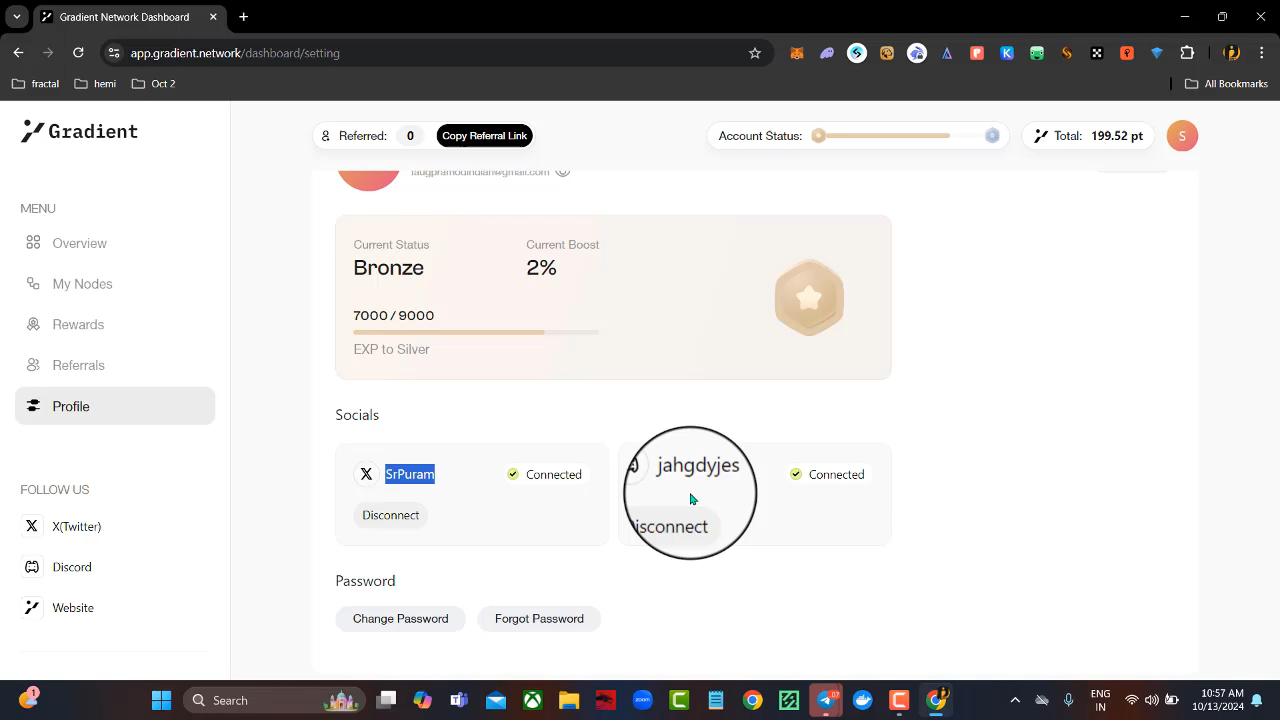 Gradient Network Dashboard
app.gradient.network/dashboard/setting
fractal
hemi
Oct 2
All Bookmarks
Gradient
Referred: 0 Copy Referral Link
Account Status:
Total: 199.52 pt
S
MENU
Overview
My Nodes
Rewards
Referrals
Profile
FOLLOW US
X(Twitter)
Discord
Website
Current Status
Bronze
Current Boost
2%
7000 / 9000
EXP to Silver
Socials
SrPuram
Connected
Disconnect
jahgdyjes
Connected
Disconnect
Password
Change Password
Forgot Password
1
Search
07
ENG
IN
10:57 AM
10/13/2024